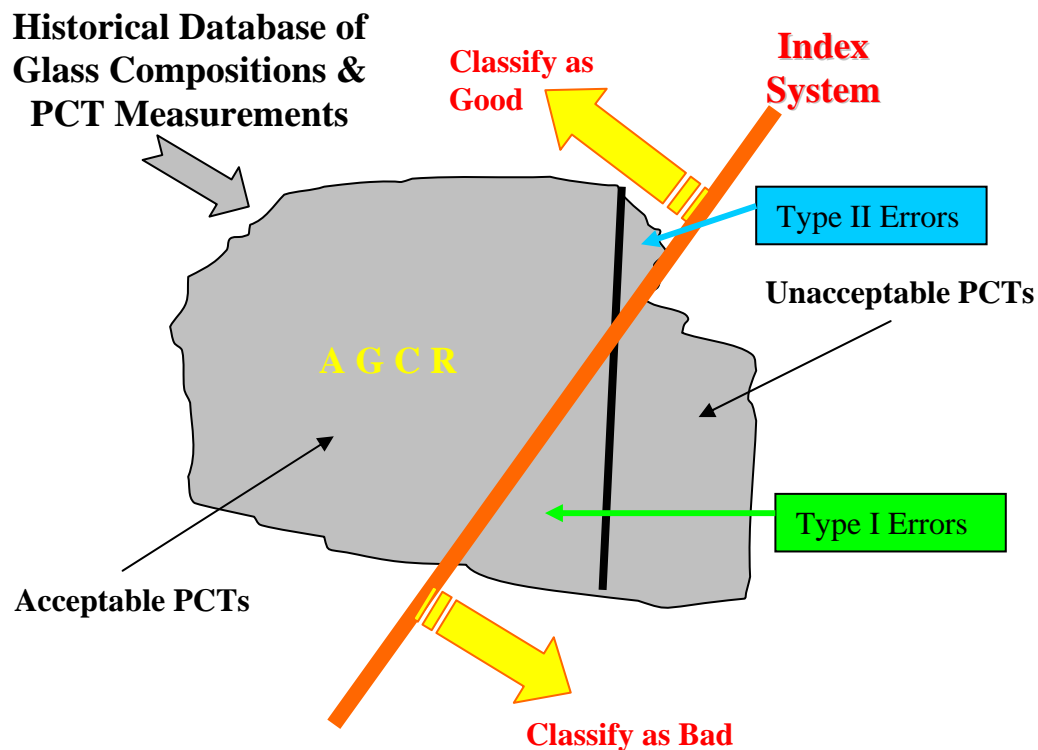 Historical Database of
Glass Compositions &
PCT Measurements
Classify as
Good
Index
System
Type II Errors
Unacceptable PCTs
A G C R
Type I Errors
Acceptable PCTs
Classify as Bad